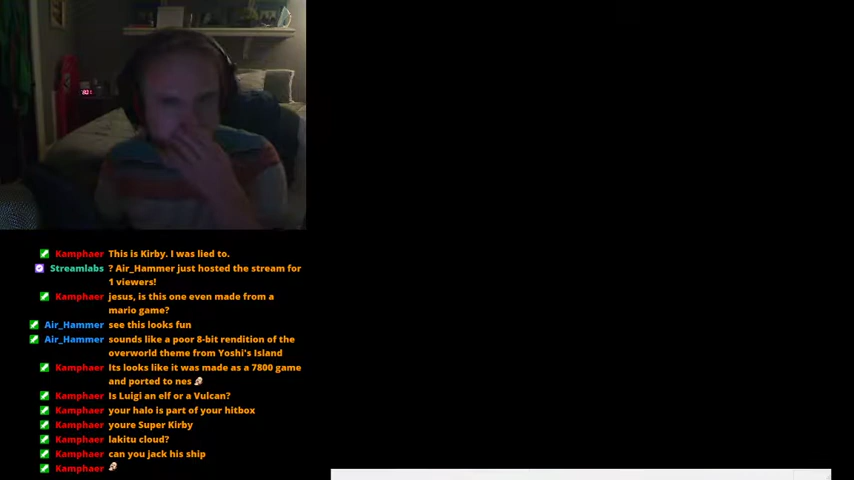 Kamphaer This is Kirby. I was lied to.
Streamlabs ? Air_Hammer just hosted the stream for
1 viewers!
Kamphaer jesus, is this one even made from a
mario game?
Air_Hammer see this looks fun
Air_Hammer sounds like a poor 8-bit rendition of the
overworld theme from Yoshi's Island
Kamphaer Its looks like it was made as a 7800 game
and ported to nes
Kamphaer Is Luigi an elf or a Vulcan?
Kamphaer your halo is part of your hitbox
Kamphaer youre Super Kirby
Kamphaer lakitu cloud?
Kamphaer can you jack his ship
Kamphaer